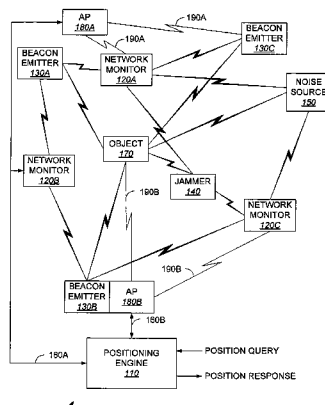 AP
180A
190A
BEACON
EMITTER
130C
190A
BEACON
EMITTER
130A
NETWORK
MONITOR
120A
NOISE
SOURCE
150
OBJECT
170
NETWORK
MONITOR
120B
JAMMER
140
190B
NETWORK
MONITOR
120C
190B
BEACON
EMITTER
130B
AP
180B
160B
160A
POSITIONING
ENGINE
110
POSITION QUERY
POSITION RESPONSE